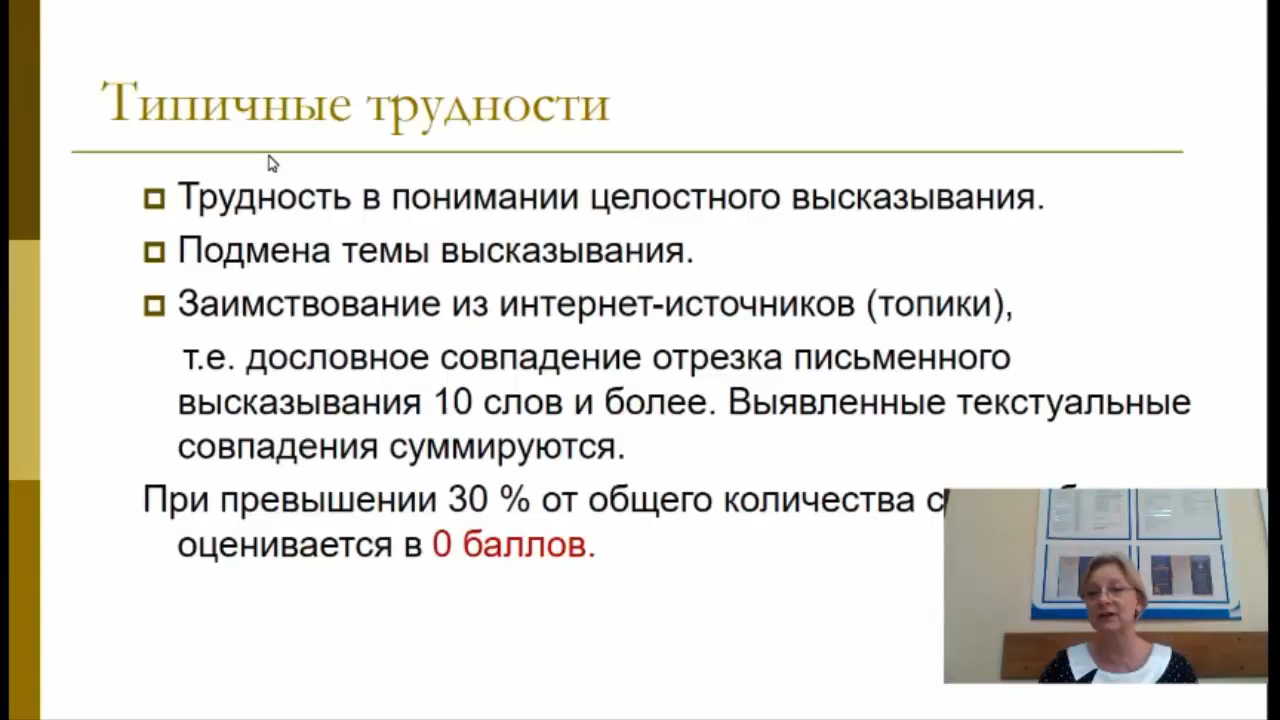 Типичные трудности
Трудность в понимании целостного высказывания.
Подмена темы высказывания.
Заимствование из интернет-источников (топики),
т.е. дословное совпадение отрезка письменного
высказывания 10 слов и более. Выявленные текстуальные
совпадения суммируются.
При превышении 30 % от общего количества
оценивается в 0 баллов.